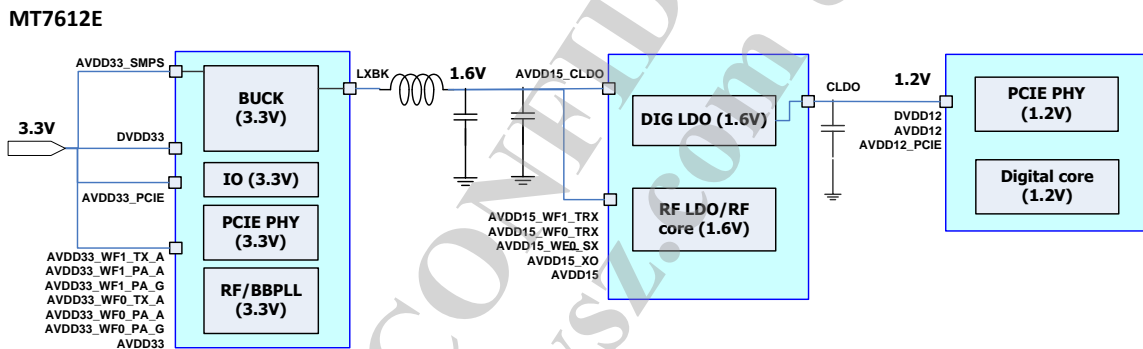 MT7612E
3.3V
AVDD33_SMPS
DVDD33
AVDD33_PCIE
AVDD33_WF1_TX_A
AVDD33_WF1_PA_A
AVDD33_WF1_PA_G
AVDD33_WF0_TX_A
AVDD33_WF0_PA_A
AVDD33_WF0_PA_G
AVDD33
BUCK
(3.3V)
IO (3.3V)
PCIE PHY
(3.3V)
RF/BBPLL
(3.3V)
LXBK
1.6V
AVDD15_CLDO
AVDD15_WF1_TRX
AVDD15_WF0_TRX
AVDD15_WF0_SX
AVDD15_XO
AVDD15
DIG LDO (1.6V)
RF LDO/RF
core (1.6V)
CLDO
1.2V
DVDD12
AVDD12
AVDD12_PCIE
PCIE PHY
(1.2V)
Digital core
(1.2V)